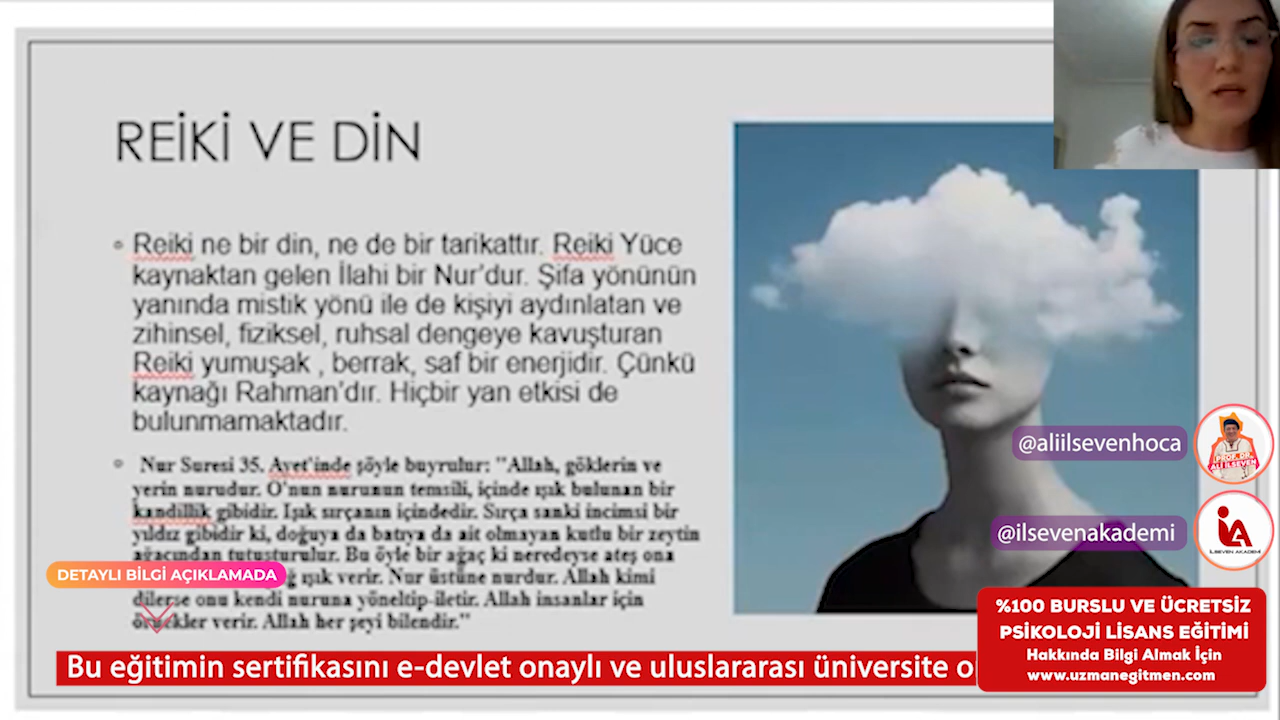 REİKİ VE DİN
Reiki ne bir din, ne de bir tarikattır. Reiki Yüce
kaynaktan gelen İlahi bir Nur'dur. Şifa yönünün
yanında mistik yönü ile de kişiyi aydınlatan ve
zihinsel, fiziksel, ruhsal dengeye kavuşturan
Reiki yumuşak , berrak, saf bir enerjidir. Çünkü
kaynağı Rahman'dır. Hiçbir yan etkisi de
bulunmamaktadır.
Nur Suresi 35. Ayet'inde şöyle buyrulur: "Allah, göklerin ve
yerin nurudur. O'nun nurunun temsili, içinde ışık bulunan bir
kandillik gibidir. Işık sırçanın içindedir. Sırça sanki incimsi bir
yıldız gibidir ki, doğuya da batıya da ait olmayan kutlu bir zeytin
ağacından tutuşturulur. Bu öyle bir ağaç ki neredeyse ateş ona
ışık verir. Nur üstüne nurdur. Allah kimi
dilerse onu kendi nuruna yöneltip-iletir. Allah insanlar için
örnekler verir. Allah her şeyi bilendir."
DETAYLI BİLGİ AÇIKLAMADA
@aliilsevenhoca
PROF. DR.
ALİ İLSEVEN
@ilsevenakademi
İLSEVEN AKADEMİ
%100 BURSLU VE ÜCRETSİZ
PSİKOLOJİ LİSANS EĞİTİMİ
Hakkında Bilgi Almak İçin
www.uzmanegitmen.com
Bu eğitimin sertifikasını e-devlet onaylı ve uluslararası üniversite o